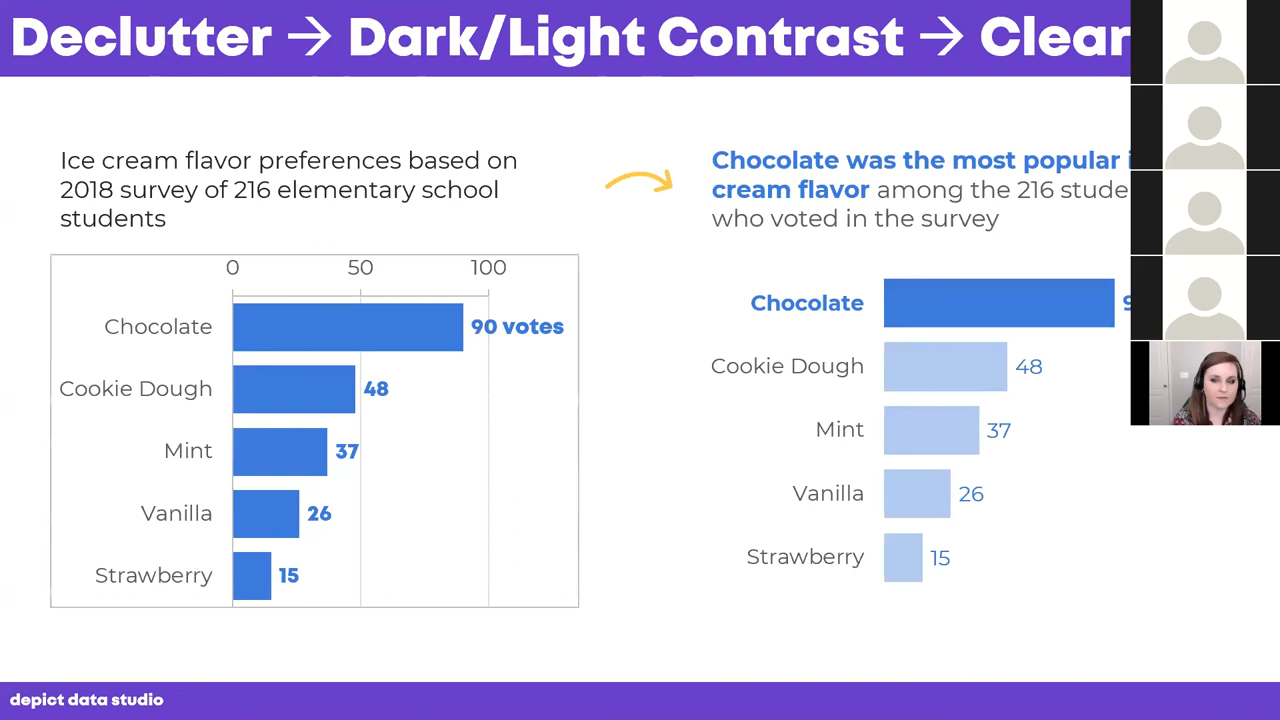 Declutter → Dark/Light Contrast → Clear
Ice cream flavor preferences based on
2018 survey of 216 elementary school
students
0 50 100
Chocolate 90 votes
Cookie Dough 48
Mint 37
Vanilla 26
Strawberry 15
Chocolate was the most popular
cream flavor among the 216
who voted in the survey
Chocolate
Cookie Dough 48
Mint 37
Vanilla 26
Strawberry 15
depict data studio